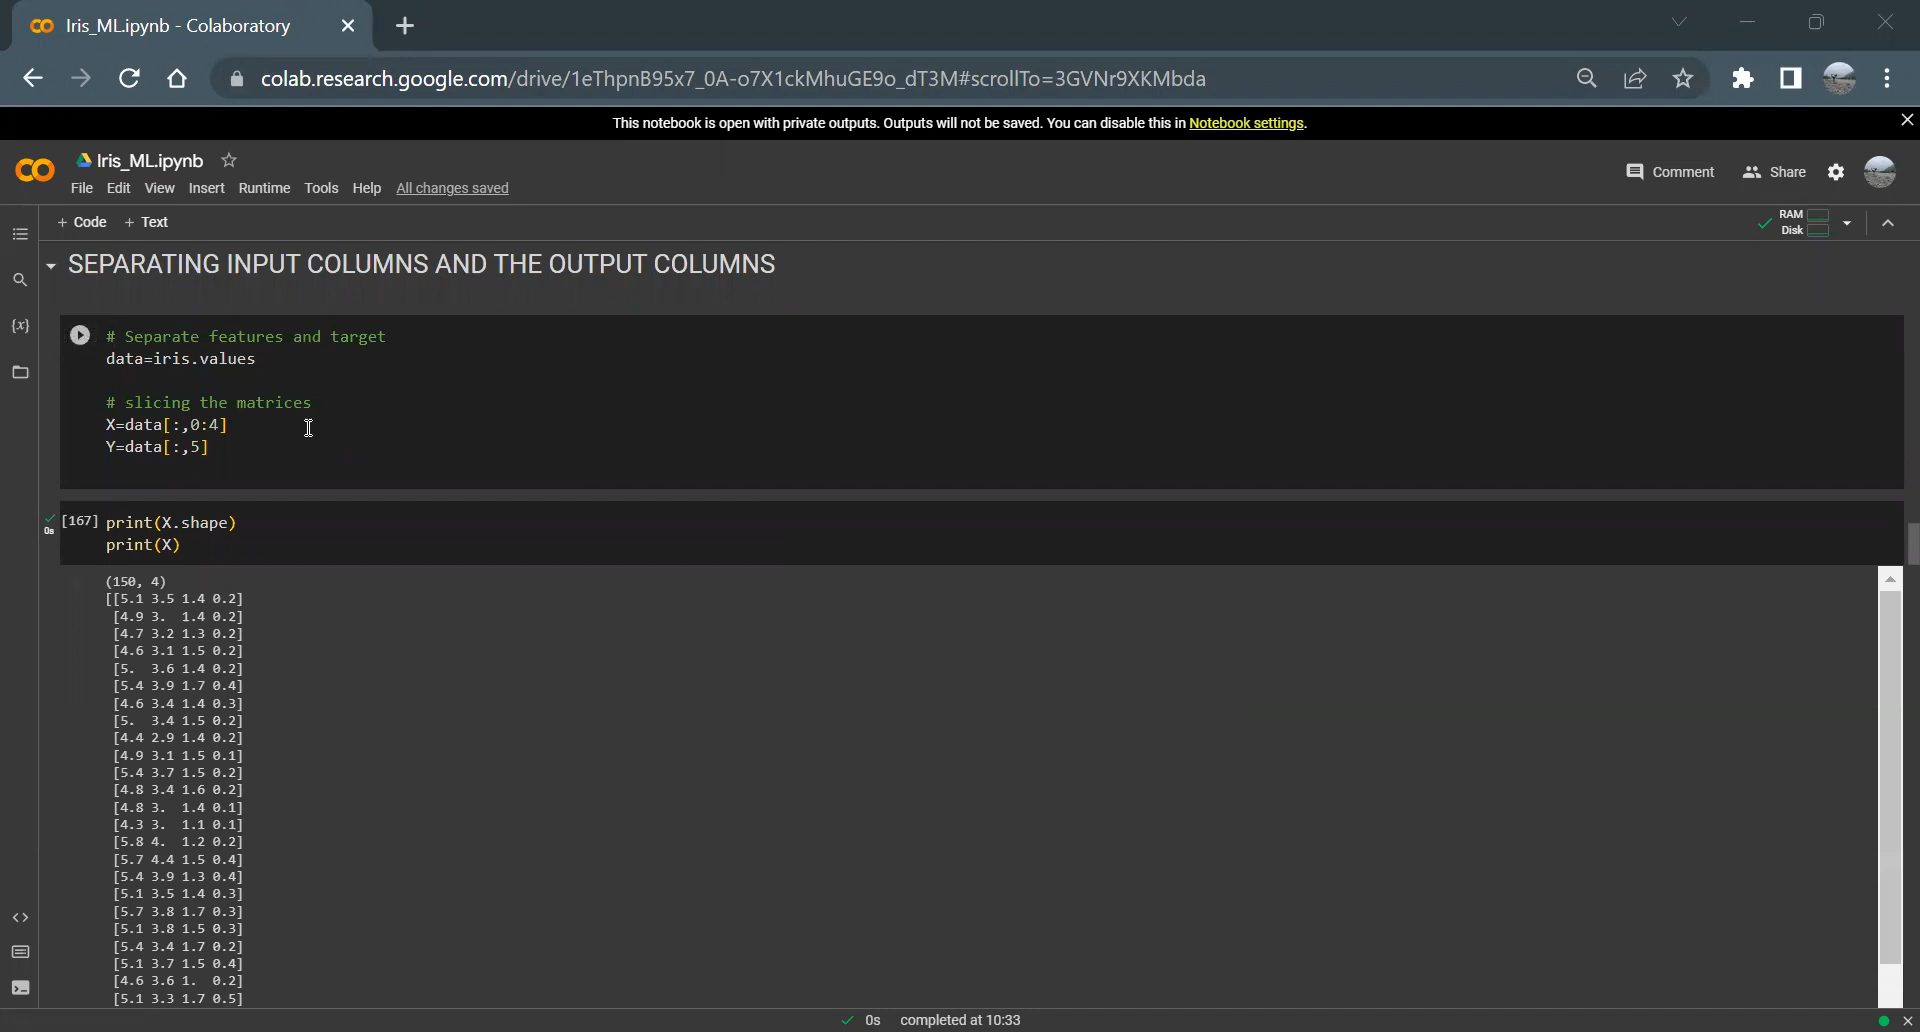 Iris_ML.ipynb - Colaboratory
colab.research.google.com/drive/1eThpnB95x7_0A-o7X1ckMhuGE9o_dT3M#scrollTo=3GVNr9XKMbda
This notebook is open with private outputs. Outputs will not be saved. You can disable this in Notebook settings.
Iris_ML.ipynb
Comment Share
File Edit View Insert Runtime Tools Help All changes saved
+ Code + Text
RAM
Disk
SEPARATING INPUT COLUMNS AND THE OUTPUT COLUMNS
{x}
# Separate features and target
data=iris.values
# slicing the matrices
X=data[:,0:4]
Y=data[:,5]
0s
[167] print(X.shape)
print(X)
(150, 4)
[[5.1 3.5 1.4 0.2]
[4.9 3. 1.4 0.2]
[4.7 3.2 1.3 0.2]
[4.6 3.1 1.5 0.2]
[5. 3.6 1.4 0.2]
[5.4 3.9 1.7 0.4]
[4.6 3.4 1.4 0.3]
[5. 3.4 1.5 0.2]
[4.4 2.9 1.4 0.2]
[4.9 3.1 1.5 0.1]
[5.4 3.7 1.5 0.2]
[4.8 3.4 1.6 0.2]
[4.8 3. 1.4 0.1]
[4.3 3. 1.1 0.1]
[5.8 4. 1.2 0.2]
[5.7 4.4 1.5 0.4]
[5.4 3.9 1.3 0.4]
[5.1 3.5 1.4 0.3]
[5.7 3.8 1.7 0.3]
[5.1 3.8 1.5 0.3]
[5.4 3.4 1.7 0.2]
[5.1 3.7 1.5 0.4]
[4.6 3.6 1. 0.2]
[5.1 3.3 1.7 0.5]
0s completed at 10:33